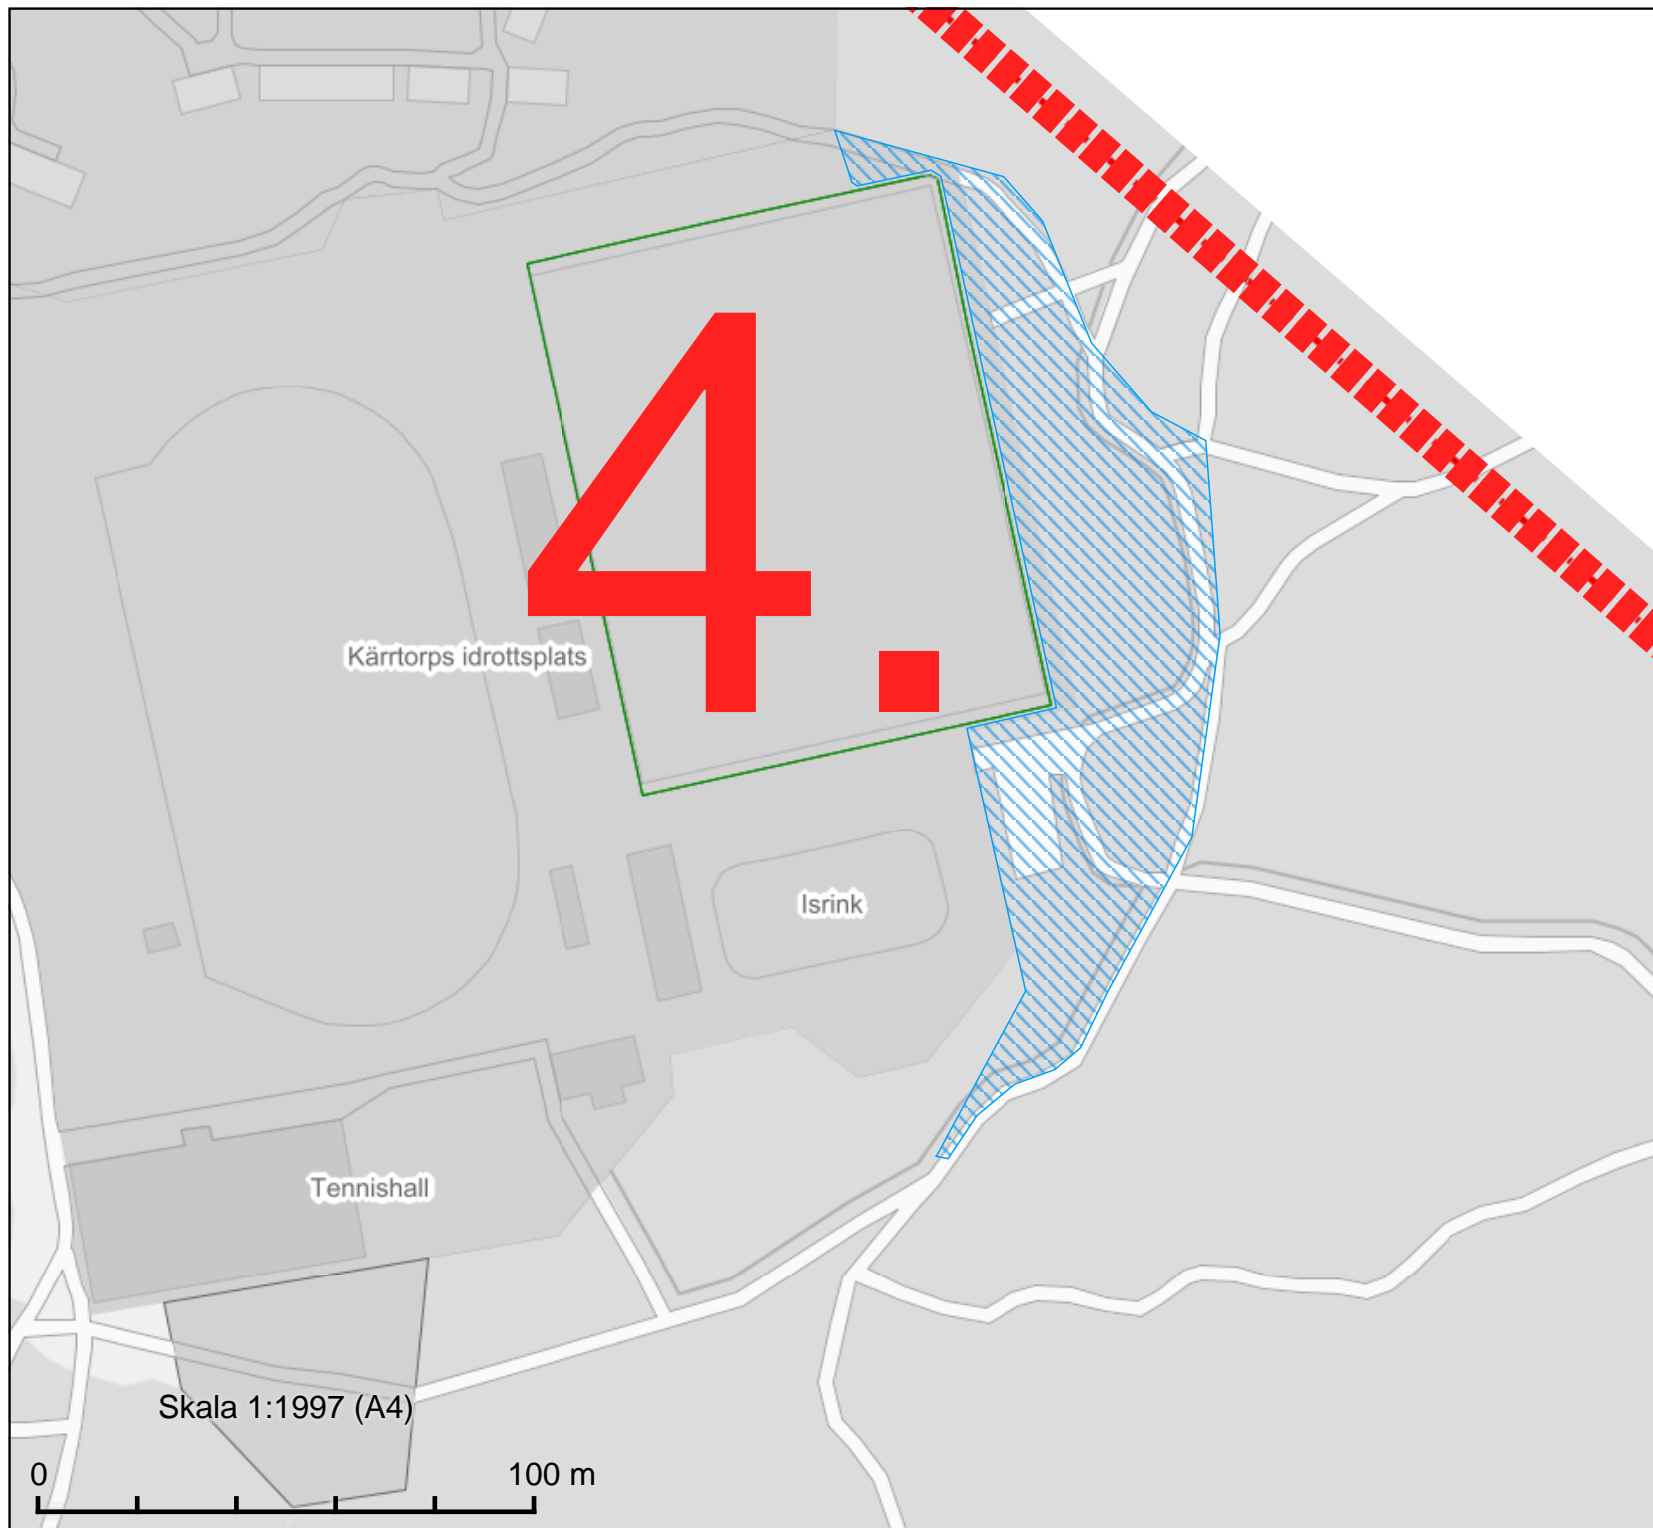 4.
Kärrtorps idrottsplats
Isrink
Tennishall
Skala 1:1997 (A4)
0 100 m